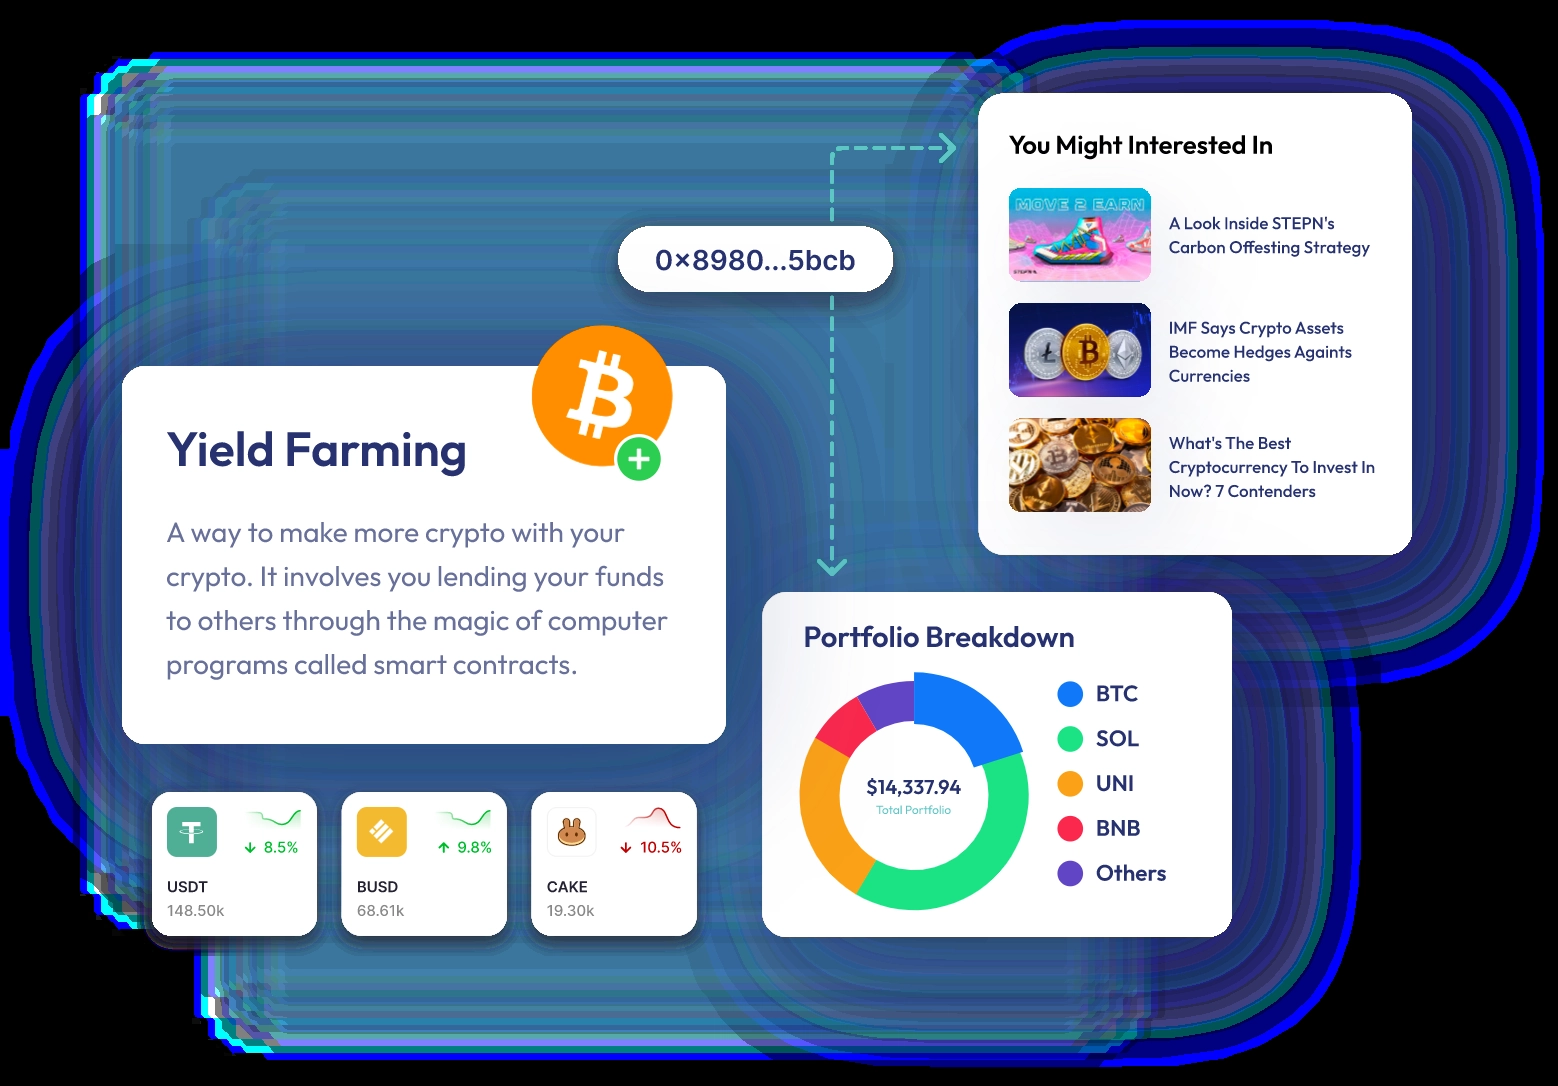 You Might Interested In
MOVE 2 EARN
STEPN
A Look Inside STEPN's
Carbon Offesting Strategy
0×8980...5bcb
IMF Says Crypto Assets
Become Hedges Againts
Currencies
What's The Best
Cryptocurrency To Invest In
Now? 7 Contenders
Yield Farming
A way to make more crypto with your
crypto. It involves you lending your funds
to others through the magic of computer
programs called smart contracts.
Portfolio Breakdown
$14,337.94
Total Portfolio
BTC
SOL
UNI
BNB
Others
8.5%
USDT
148.50k
9.8%
BUSD
68.61k
10.5%
CAKE
19.30k